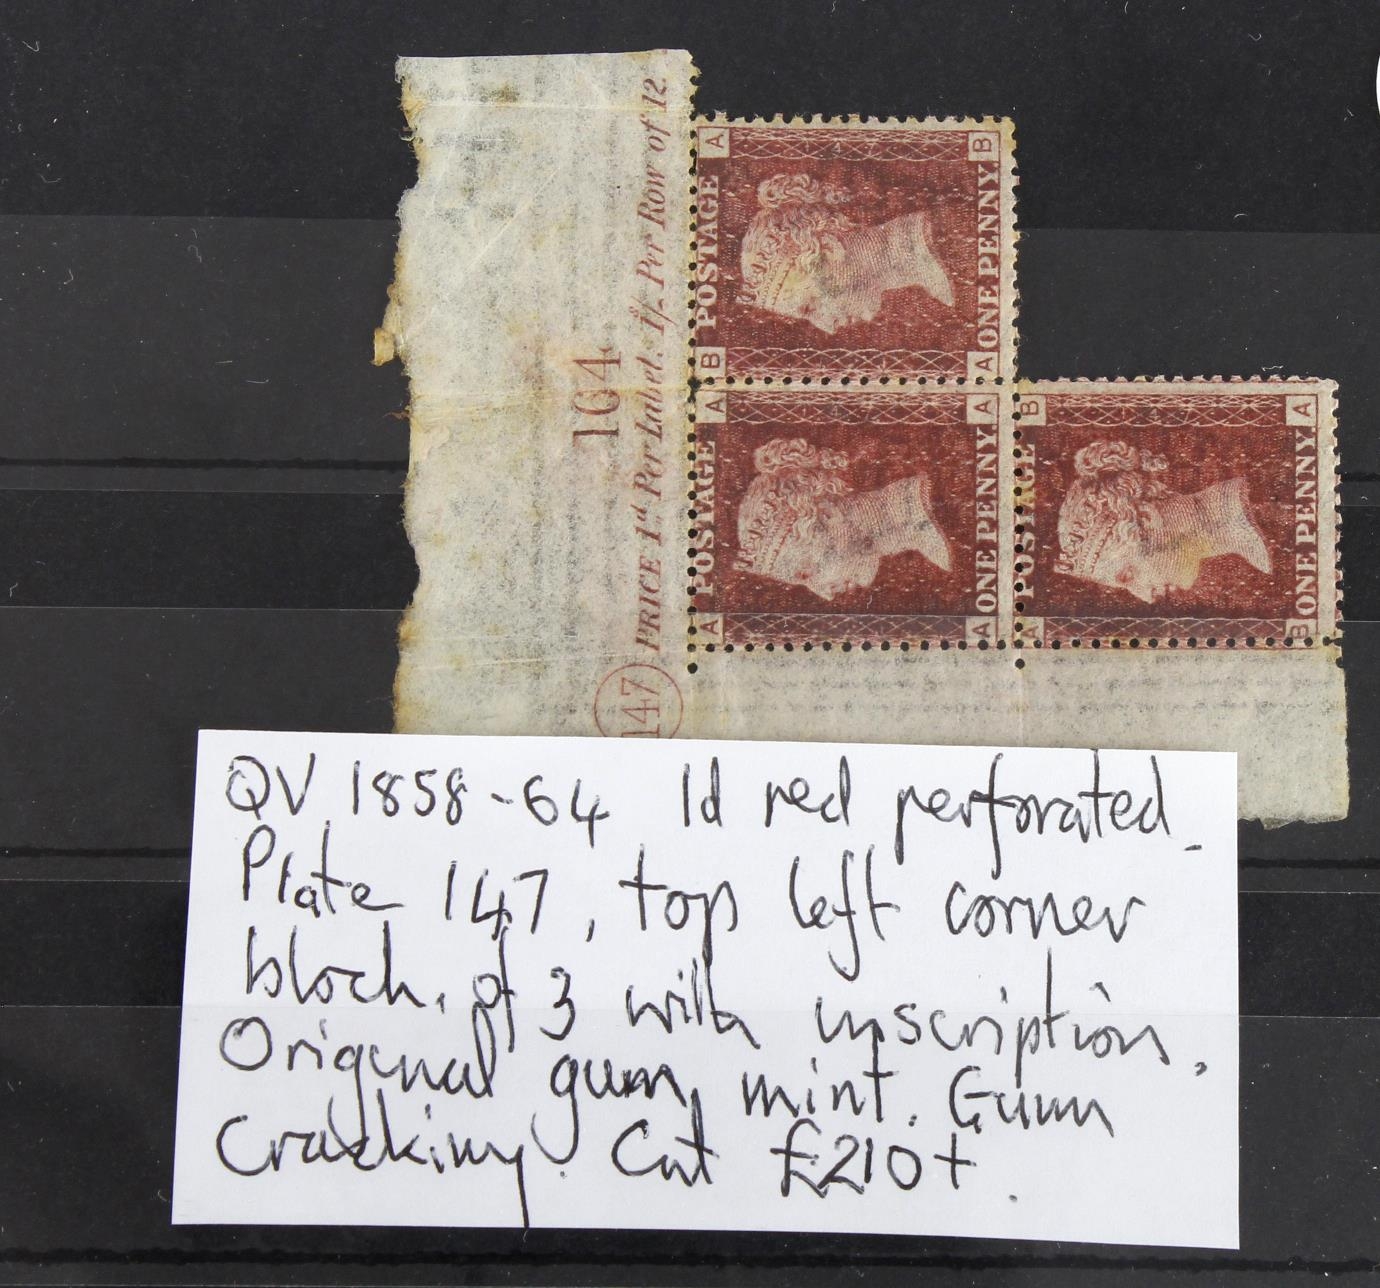 PRICE 1d. Per Label. 1/- Per Row of 12.
104
147
A B
POSTAGE
ONE PENNY
B A
A A
POSTAGE
ONE PENNY
A A
B A
POSTAGE
ONE PENNY
A B
QV 1858-64 1d red perforated.
Plate 147, top left corner
block, of 3 with inscription.
Original gum, mint. Gum
Cracking. Cat £210+.